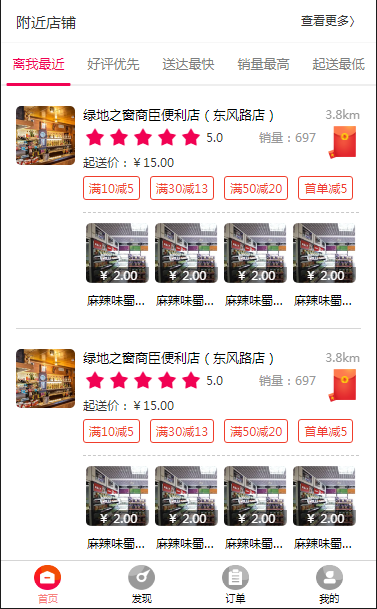 附近店铺 查看更多〉
离我最近 好评优先 送达最快 销量最高 起送最低
绿地之窗商臣便利店（东风路店） 3.8km
5.0 销量：697
起送价：￥15.00
满10减5 满30减13 满50减20 首单减5
￥ 2.00 ￥ 2.00 ￥ 2.00 ￥ 2.00
麻辣味蜀... 麻辣味蜀... 麻辣味蜀... 麻辣味蜀...
绿地之窗商臣便利店（东风路店） 3.8km
5.0 销量：697
起送价：￥15.00
满10减5 满30减13 满50减20 首单减5
￥ 2.00 ￥ 2.00 ￥ 2.00 ￥ 2.00
麻辣味蜀... 麻辣味蜀... 麻辣味蜀... 麻辣味蜀...
首页 发现 订单 我的